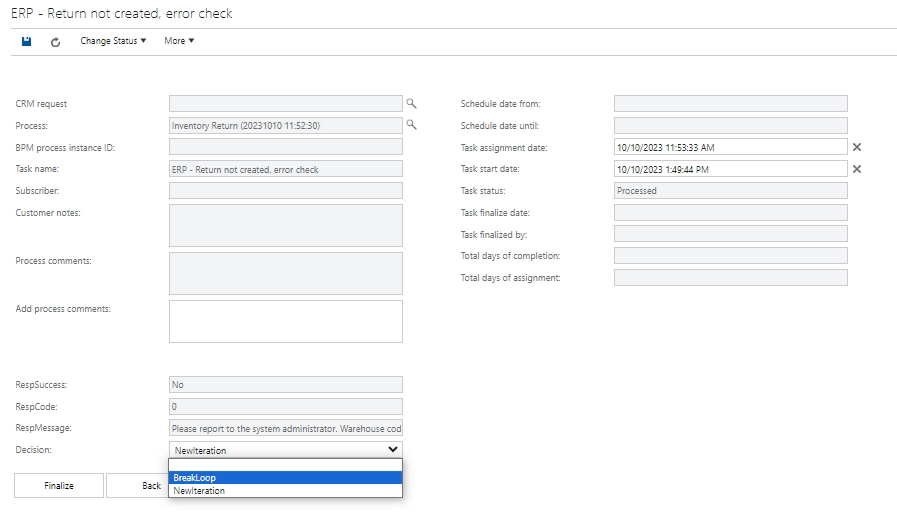 ERP - Return not created, error check
Change Status More
CRM request
Process: Inventory Return (20231010 11:52:30)
BPM process instance ID:
Task name: ERP - Return not created, error check
Subscriber:
Customer notes:
Process comments:
Add process comments:
Schedule date from:
Schedule date until:
Task assignment date: 10/10/2023 11:53:33 AM
Task start date: 10/10/2023 1:49:44 PM
Task status: Processed
Task finalize date:
Task finalized by:
Total days of completion:
Total days of assignment:
RespSuccess: No
RespCode: 0
RespMessage: Please report to the system administrator. Warehouse cod
Decision: NewIteration
BreakLoop
NewIteration
Finalize Back